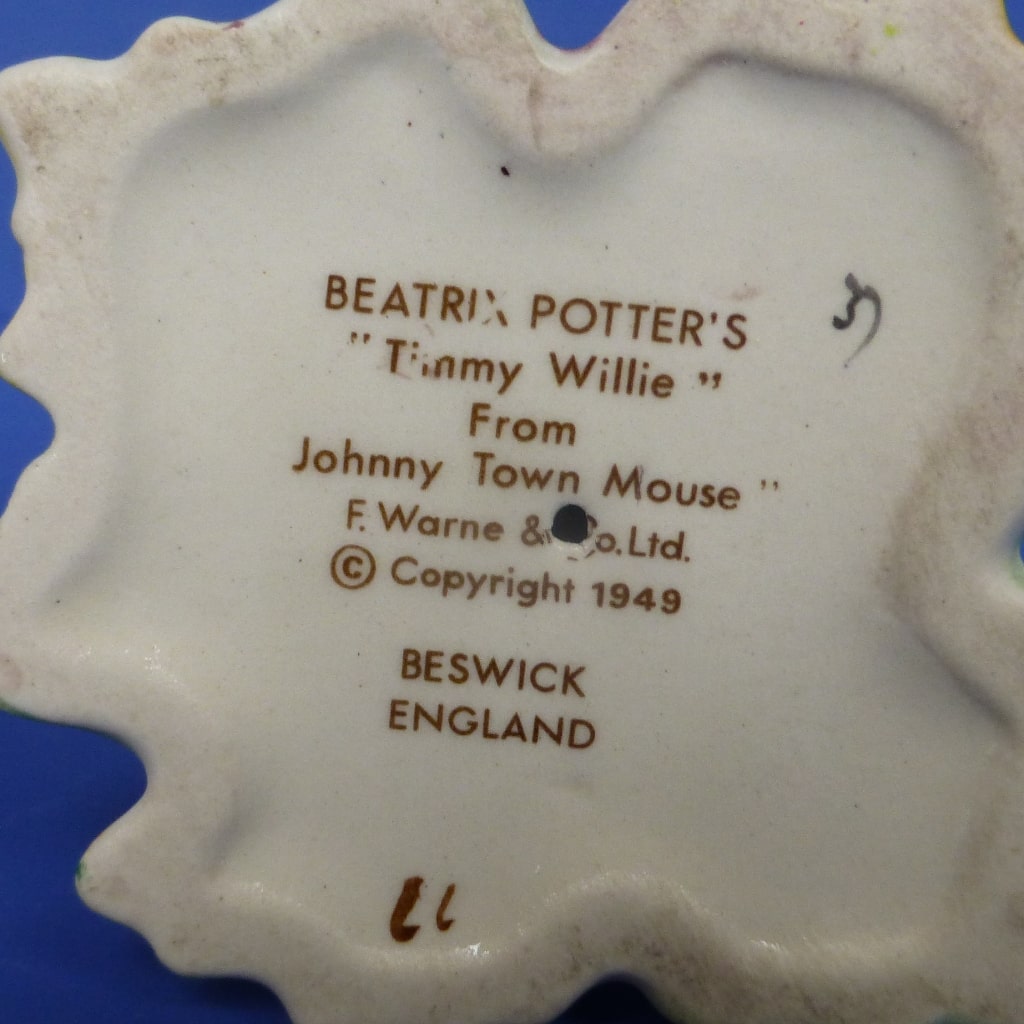 BEATRIX POTTER'S
" Timmy Willie "
From
Johnny Town Mouse "
F. Warne & Co. Ltd.
© Copyright 1949
BESWICK
ENGLAND